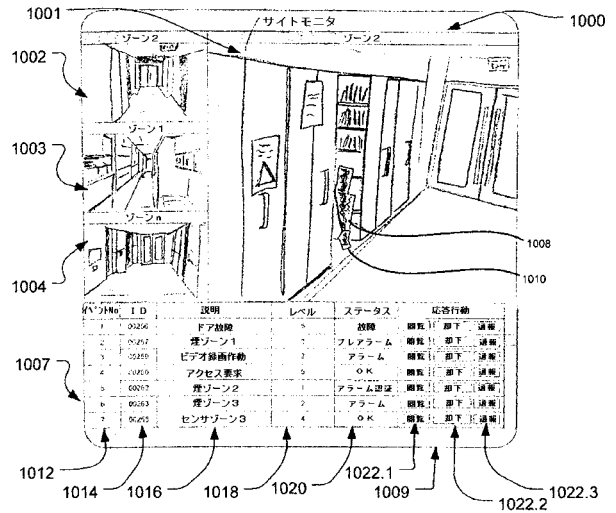 1001
サイトモニタ
1000
ゾーン2
ゾーン2
1002
ゾーン1
1003
ゾーンn
1004
1008
1010
イベントNo ID 説明 レベル ステータス 応答行動
1 00256 ドア故障 故障 閲覧 却下 通報
2 00257 煙ゾーン1 プレアラーム 閲覧 却下 通報
3 ビデオ録画作動 2 アラーム 閲覧 却下 通報
アクセス要求 OK 閲覧 却下 通報
5 煙ゾーン2 1 アラーム認証 閲覧 却下 通報
6 00263 煙ゾーン3 2 アラーム 閲覧 却下 通報
7 00265 センサゾーン3 4 OK 閲覧 却下 通報
1007
1012
1014
1016
1018
1020
1022.1
1009
1022.2
1022.3